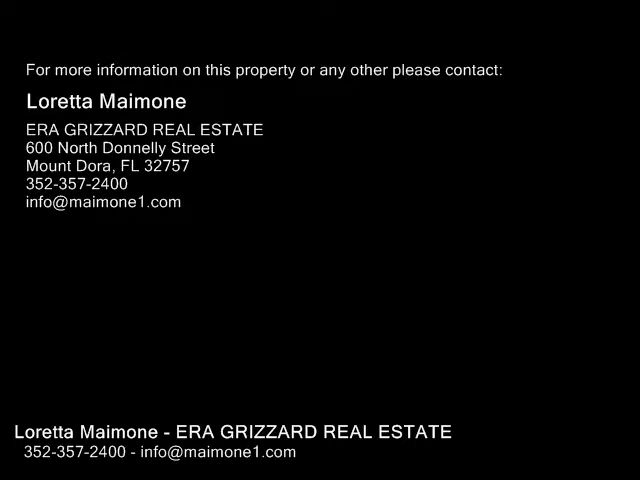 For more information on this property or any other please contact:
Loretta Maimone
ERA GRIZZARD REAL ESTATE
600 North Donnelly Street
Mount Dora, FL 32757
352-357-2400
info@maimone1.com
Loretta Maimone - ERA GRIZZARD REAL ESTATE
352-357-2400 - info@maimone1.com